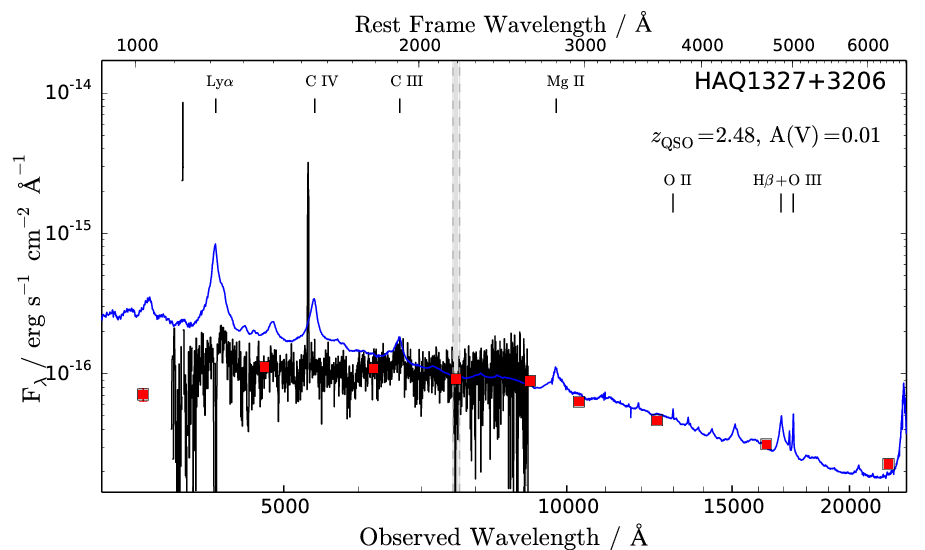 Rest Frame Wavelength / Å
1000 2000 3000 4000 5000 6000
Lyα C IV C III Mg II HAQ1327+3206
z_QSO=2.48, A(V)=0.01
O II Hβ+O III
10^-14
10^-15
10^-16
F_λ / erg s^−1 cm^−2 Å^−1
5000 10000 15000 20000
Observed Wavelength / Å